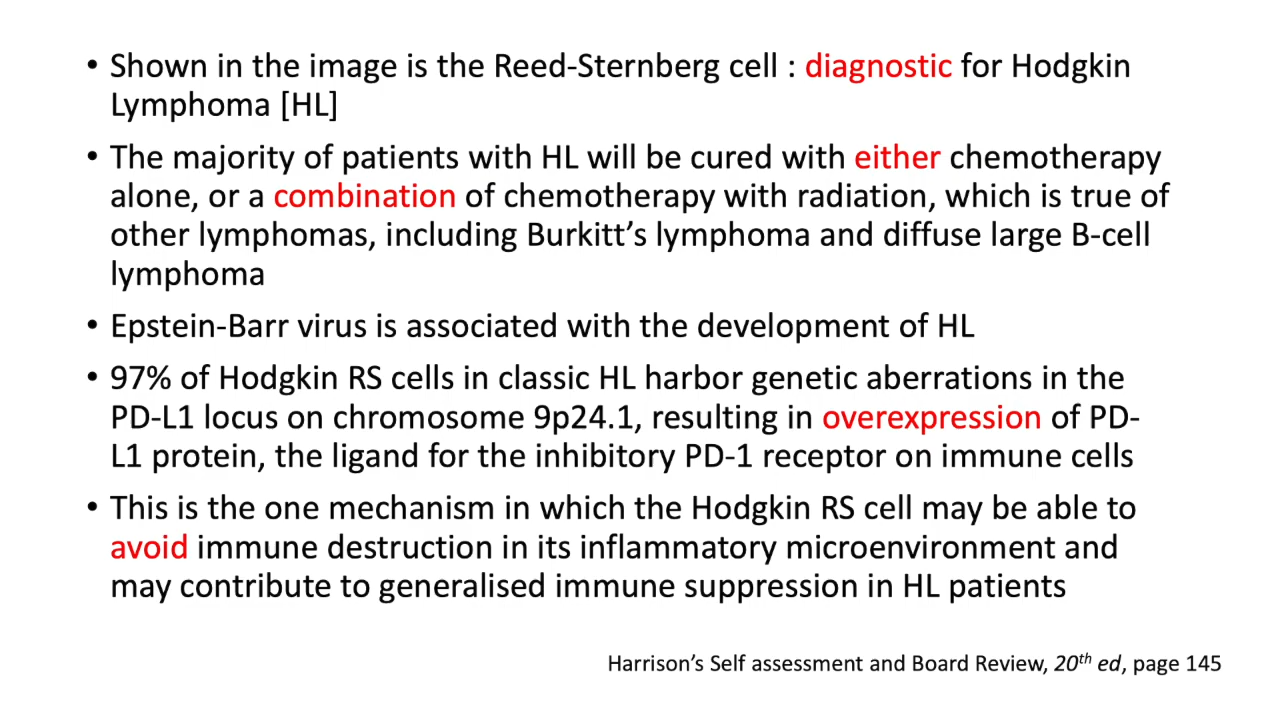 • Shown in the image is the Reed-Sternberg cell : diagnostic for Hodgkin
Lymphoma [HL]
• The majority of patients with HL will be cured with either chemotherapy
alone, or a combination of chemotherapy with radiation, which is true of
other lymphomas, including Burkitt’s lymphoma and diffuse large B-cell
lymphoma
• Epstein-Barr virus is associated with the development of HL
• 97% of Hodgkin RS cells in classic HL harbor genetic aberrations in the
PD-L1 locus on chromosome 9p24.1, resulting in overexpression of PD-
L1 protein, the ligand for the inhibitory PD-1 receptor on immune cells
• This is the one mechanism in which the Hodgkin RS cell may be able to
avoid immune destruction in its inflammatory microenvironment and
may contribute to generalised immune suppression in HL patients
Harrison’s Self assessment and Board Review, 20th ed, page 145